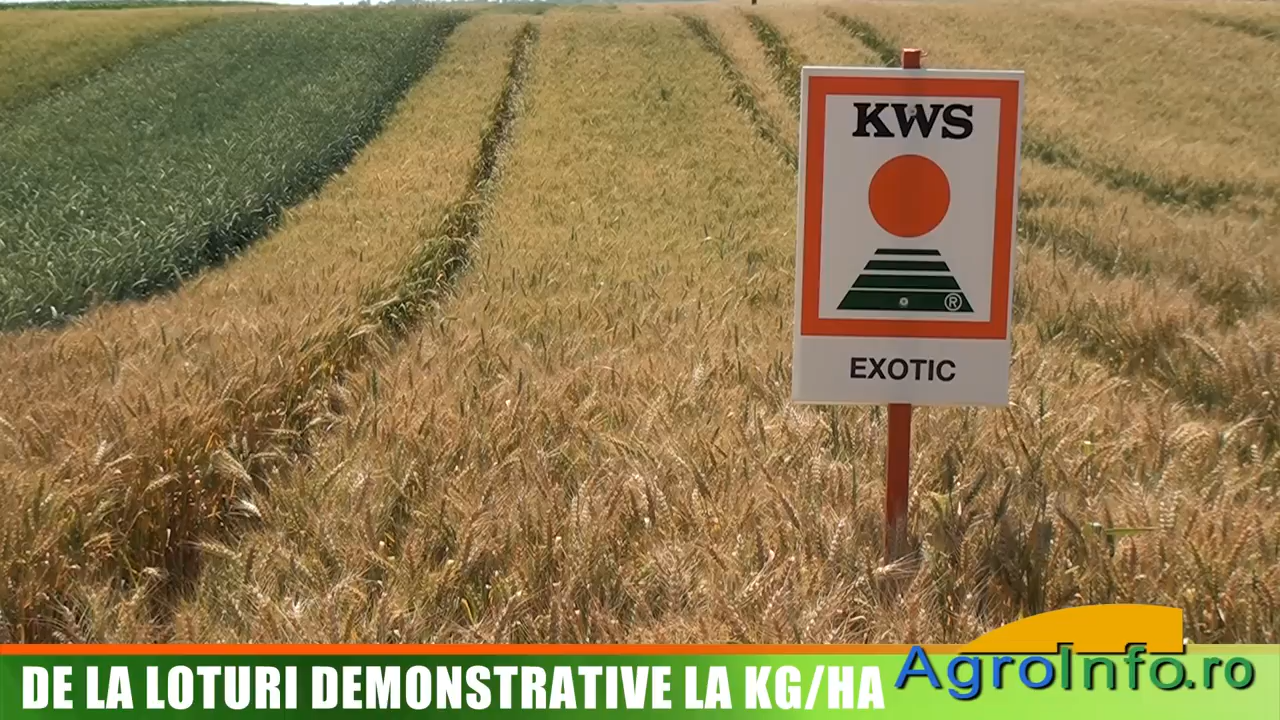 KWS
®
EXOTIC
DE LA LOTURI DEMONSTRATIVE LA KG/HA
AgroInfo.ro